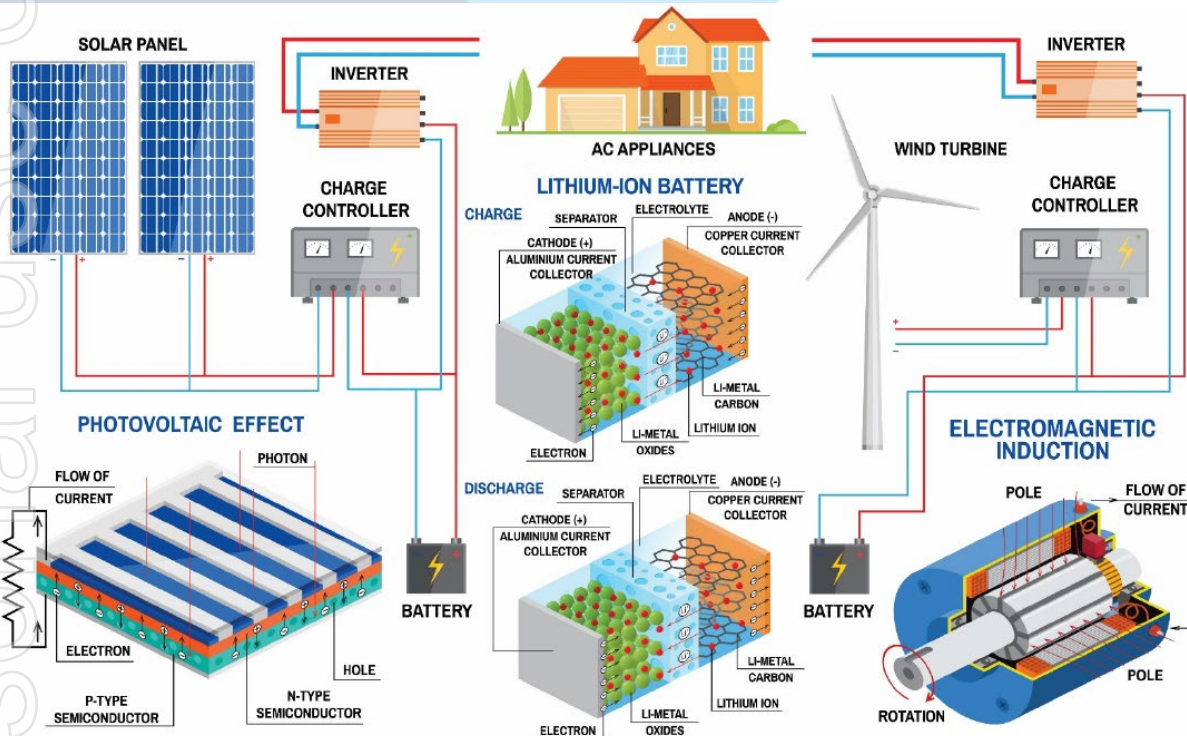 SOLAR PANEL
INVERTER
CHARGE
CONTROLLER
−
+
−
+
AC APPLIANCES
INVERTER
WIND TURBINE
CHARGE
CONTROLLER
+
−
LITHIUM-ION BATTERY
CHARGE
SEPARATOR
ELECTROLYTE
ANODE (-)
COPPER CURRENT
COLLECTOR
CATHODE (+)
ALUMINIUM CURRENT
COLLECTOR
LI-METAL
CARBON
LITHIUM ION
LI-METAL
OXIDES
ELECTRON
DISCHARGE
SEPARATOR
ELECTROLYTE
ANODE (-)
COPPER CURRENT
COLLECTOR
CATHODE (+)
ALUMINIUM CURRENT
COLLECTOR
LI-METAL
CARBON
LITHIUM ION
LI-METAL
OXIDES
ELECTRON
PHOTOVOLTAIC EFFECT
FLOW OF
CURRENT
PHOTON
ELECTRON
HOLE
P-TYPE
SEMICONDUCTOR
N-TYPE
SEMICONDUCTOR
BATTERY
BATTERY
ELECTROMAGNETIC
INDUCTION
POLE
FLOW OF
CURRENT
POLE
ROTATION